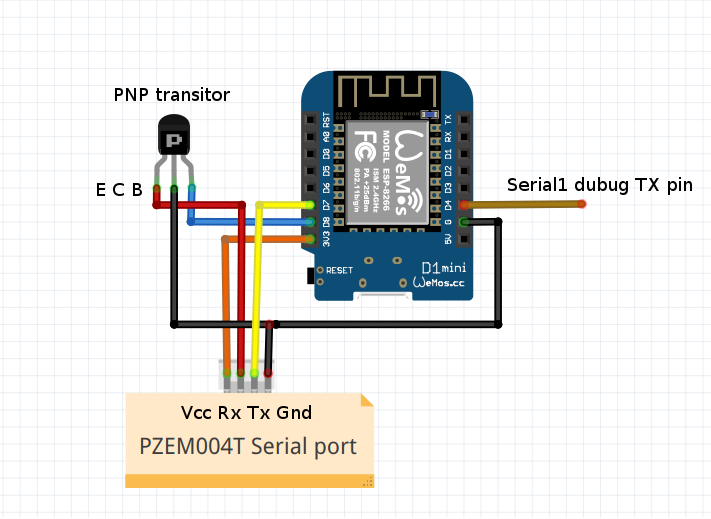 PNP transitor
P
E C B
RST
A0
D0
D5
D6
D7
D8
3V3
TX
RX
D1
D2
D3
D4
G
5V
WeMos
MODEL ESP-8266
ISM 2.4GHz
PA +25dBm
802.11b/g/n
FC
Serial1 dubug TX pin
RESET
D1mini
WeMos.cc
Vcc Rx Tx Gnd
PZEM004T Serial port